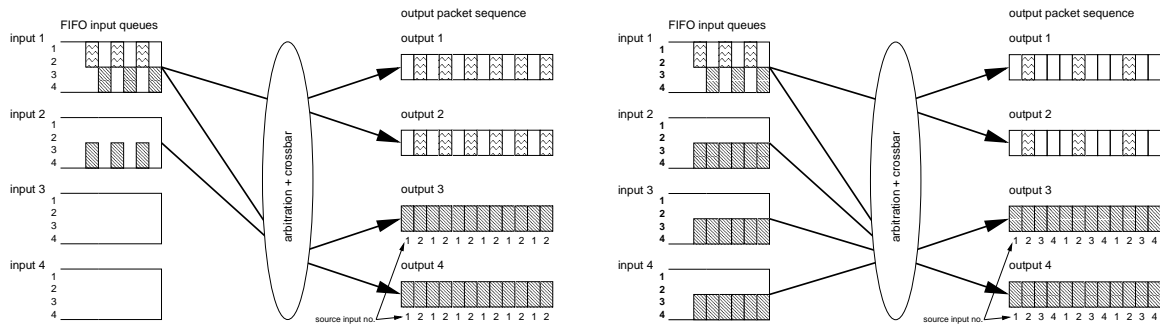 output packet sequence
FIFO input queues
input 1
output 1
1
2
3
4
input 2
output 2
1
2
3
4
input 3
output 3
1
2
3
4
1 2 1 2 1 2 1 2 1 2 1 2
input 4
output 4
1
2
3
4
source input no.
1 2 1 2 1 2 1 2 1 2 1 2
arbitration + crossbar
output packet sequence
FIFO input queues
input 1
output 1
1
2
3
4
input 2
output 2
1
2
3
4
input 3
output 3
1
2
3
4
1 2 3 4 1 2 3 4 1 2 3 4
input 4
output 4
1
2
3
4
source input no.
1 2 3 4 1 2 3 4 1 2 3 4
arbitration + crossbar